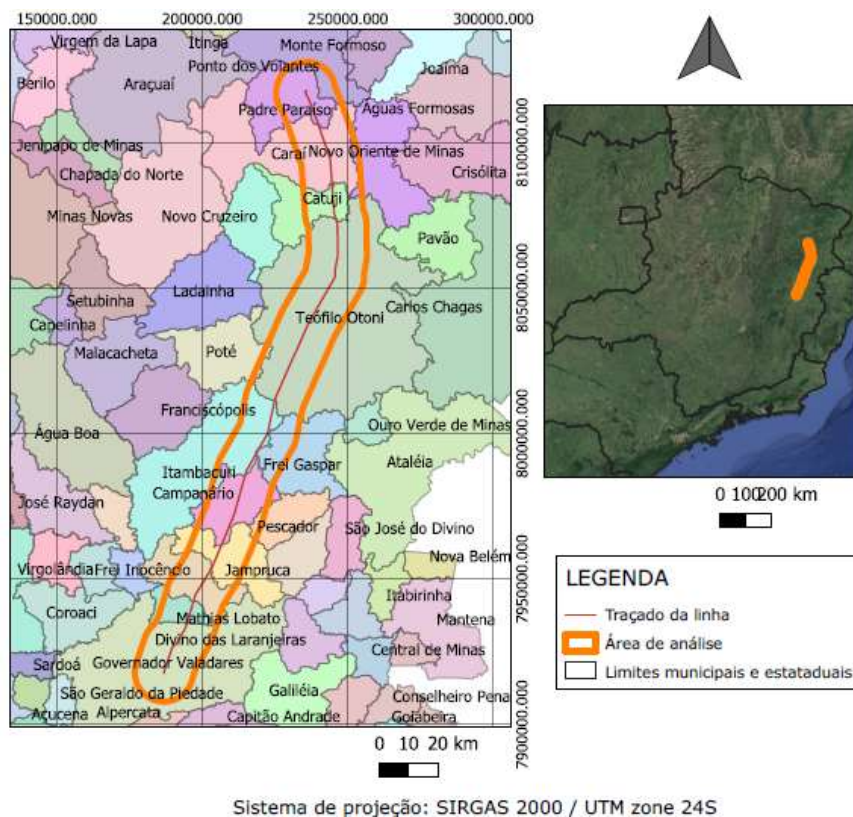 150000.000 200000.000 250000.000 300000.000
Virgem da Lapa Itinga Monte Formoso
Ponto dos Volantes Joaíma
Berilo Araçuaí
Padre Paraíso Águas Formosas
8100000.000
Jenipapo de Minas Caraí Novo Oriente de Minas
Chapada do Norte Crisólita
Catuji
Minas Novas Novo Cruzeiro
Pavão
Setubinha Ladainha
8050000.000
Capelinha Teófilo Otoni Carlos Chagas
Malacacheta Poté
Franciscópolis
Água Boa Ouro Verde de Minas
8000000.000
Itambacuri Frei Gaspar Ataléia
Campanário
José Raydan Pescador São José do Divino
Nova Belém
Virgolândia Frei Inocêncio Jampruca
7950000.000
Itabirinha
Coroaci Mathias Lobato Mantena
Divino das Laranjeiras
Sardoá Governador Valadares Central de Minas
São Geraldo da Piedade Galiléia Conselheiro Pena
Açucena Alpercata Capitão Andrade Goiabeira
7900000.000
0 10 20 km
0 100200 km
LEGENDA
Traçado da linha
Área de análise
Limites municipais e estatduais
Sistema de projeção: SIRGAS 2000 / UTM zone 24S